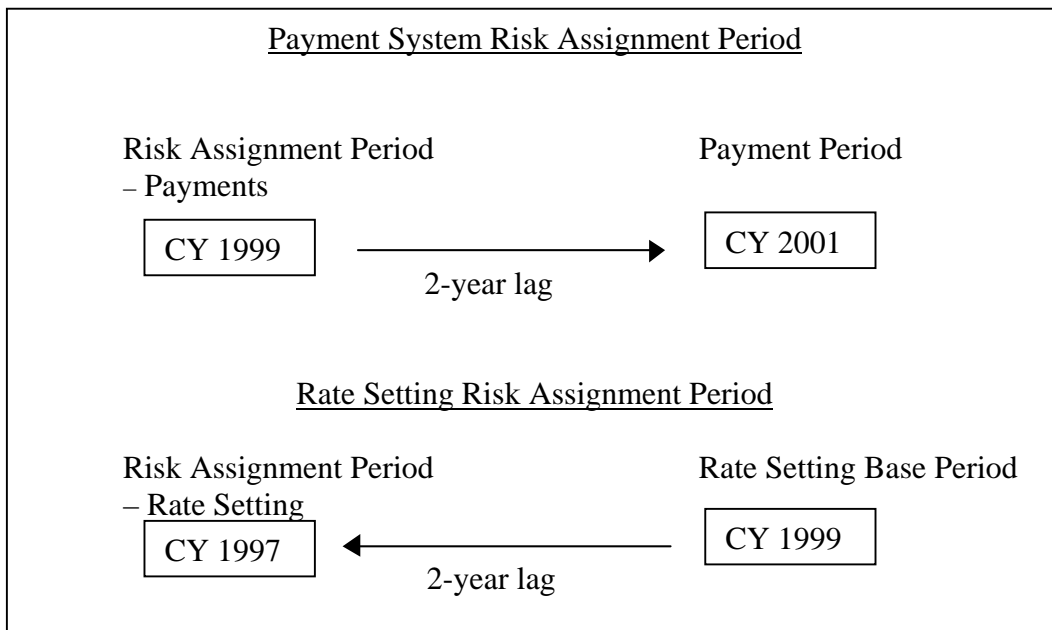 Payment System Risk Assignment Period
Risk Assignment Period
– Payments
Payment Period
CY 1999
CY 2001
2-year lag
Rate Setting Risk Assignment Period
Risk Assignment Period
– Rate Setting
Rate Setting Base Period
CY 1997
CY 1999
2-year lag